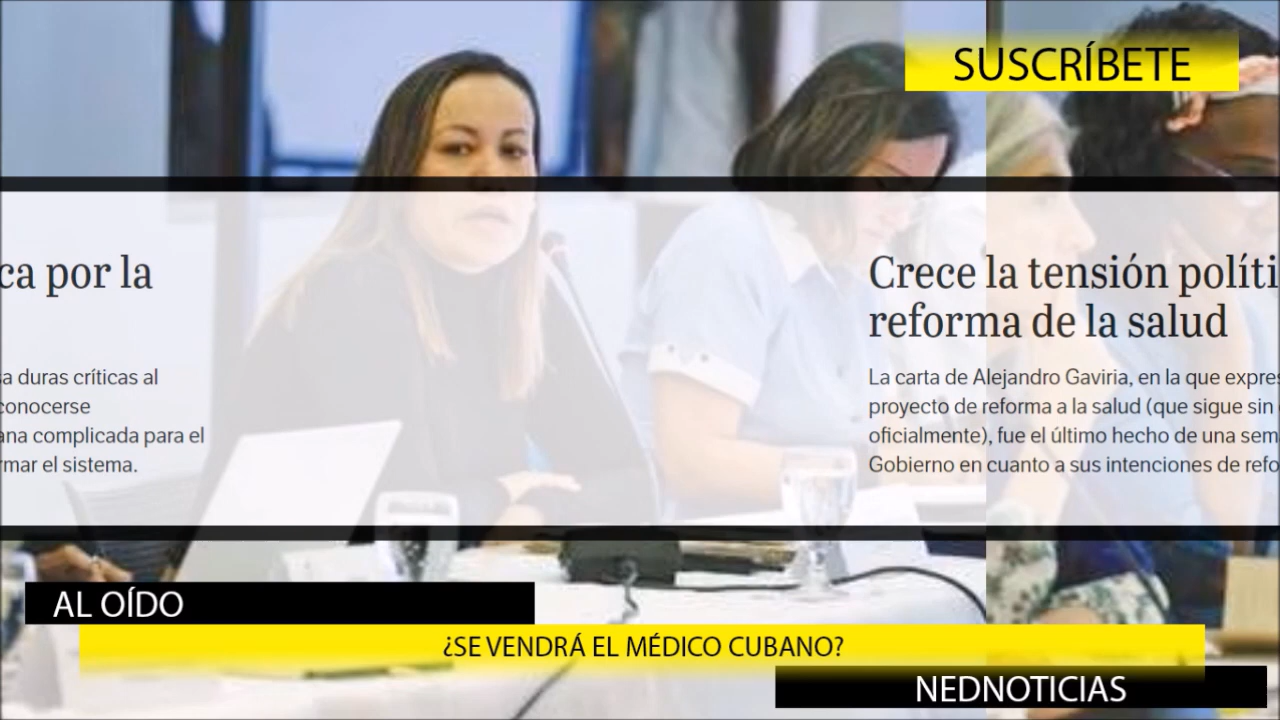 SUSCRÍBETE
ca por la
sa duras críticas al
conocerse
ana complicada para el
rmar el sistema.
Crece la tensión políti
reforma de la salud
La carta de Alejandro Gaviria, en la que expres
proyecto de reforma a la salud (que sigue sin
oficialmente), fue el último hecho de una sem
Gobierno en cuanto a sus intenciones de refo
AL OÍDO
¿SE VENDRÁ EL MÉDICO CUBANO?
NEDNOTICIAS